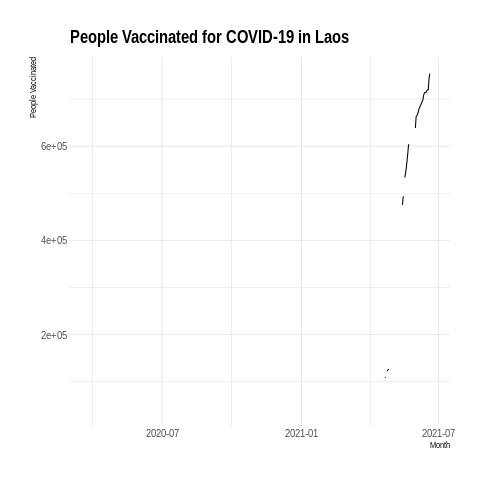 People Vaccinated for COVID-19 in Laos
People Vaccinated
6e+05
4e+05
2e+05
2020-07
2021-01
2021-07
Month